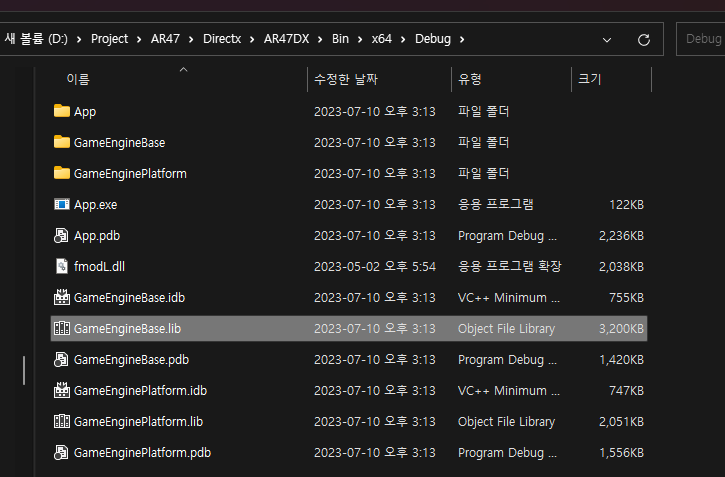 새 볼륨 (D:) > Project > AR47 > Directx > AR47DX > Bin > x64 > Debug > Debug
이름 수정한 날짜 유형 크기
App 2023-07-10 오후 3:13 파일 폴더
GameEngineBase 2023-07-10 오후 3:13 파일 폴더
GameEnginePlatform 2023-07-10 오후 3:13 파일 폴더
App.exe 2023-07-10 오후 3:13 응용 프로그램 122KB
App.pdb 2023-07-10 오후 3:13 Program Debug ... 2,236KB
fmodL.dll 2023-05-02 오후 5:54 응용 프로그램 확장 2,038KB
GameEngineBase.idb 2023-07-10 오후 3:13 VC++ Minimum ... 755KB
GameEngineBase.lib 2023-07-10 오후 3:13 Object File Library 3,200KB
GameEngineBase.pdb 2023-07-10 오후 3:13 Program Debug ... 1,420KB
GameEnginePlatform.idb 2023-07-10 오후 3:13 VC++ Minimum ... 747KB
GameEnginePlatform.lib 2023-07-10 오후 3:13 Object File Library 2,051KB
GameEnginePlatform.pdb 2023-07-10 오후 3:13 Program Debug ... 1,556KB